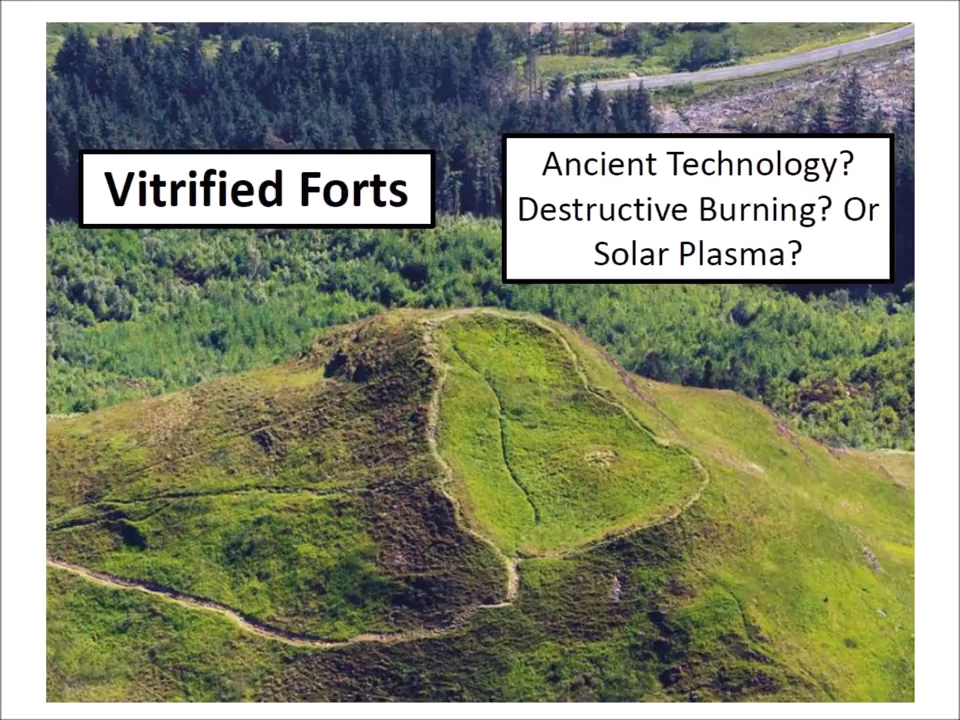 Vitrified Forts
Ancient Technology?
Destructive Burning? Or
Solar Plasma?